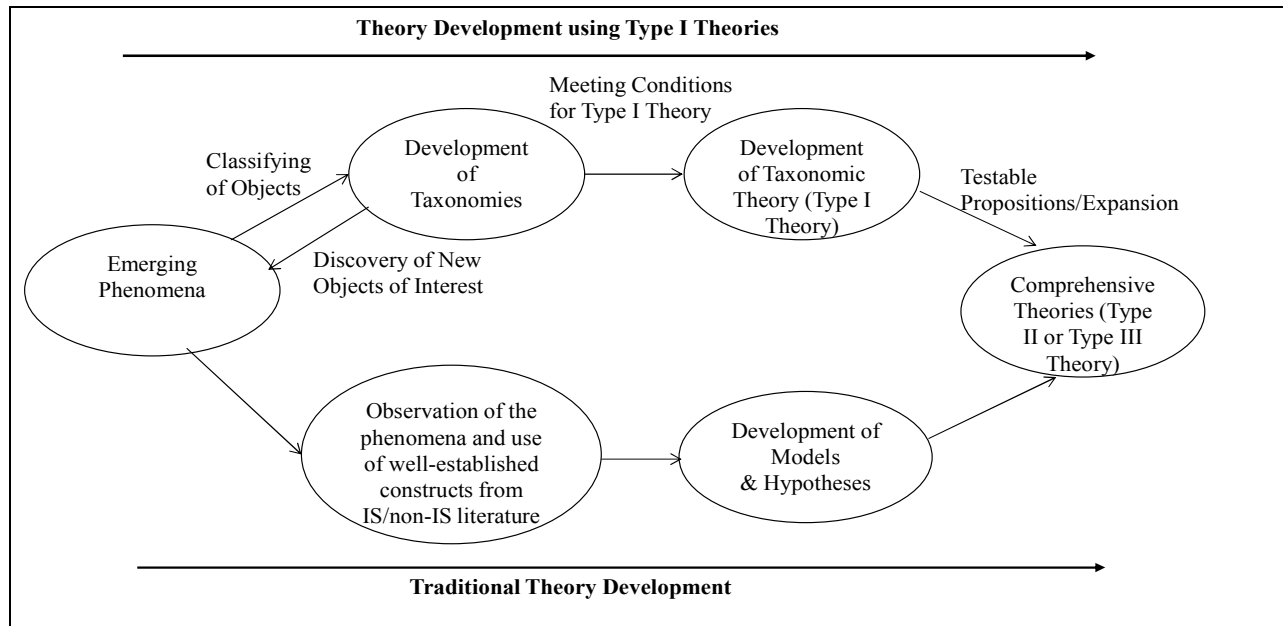 Theory Development using Type I Theories
Meeting Conditions
for Type I Theory
Classifying
of Objects
Development
of
Taxonomies
Development
of Taxonomic
Theory (Type I
Theory)
Testable
Propositions/Expansion
Emerging
Phenomena
Discovery of New
Objects of Interest
Comprehensive
Theories (Type
II or Type III
Theory)
Observation of the
phenomena and use
of well-established
constructs from
IS/non-IS literature
Development of
Models
& Hypotheses
Traditional Theory Development